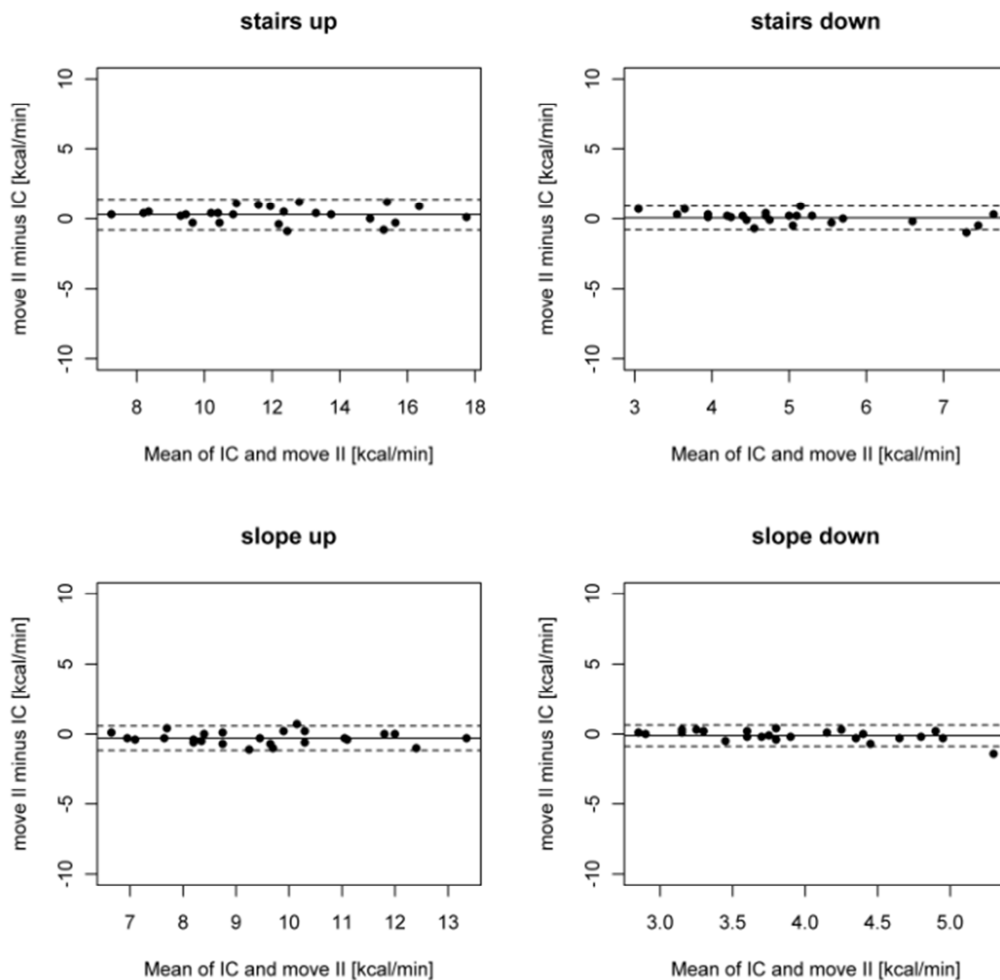 stairs up
stairs down
move II minus IC [kcal/min]
10
5
0
-5
-10
8 10 12 14 16 18
Mean of IC and move II [kcal/min]
move II minus IC [kcal/min]
10
5
0
-5
-10
3 4 5 6 7
Mean of IC and move II [kcal/min]
slope up
slope down
move II minus IC [kcal/min]
10
5
0
-5
-10
7 8 9 10 11 12 13
Mean of IC and move II [kcal/min]
move II minus IC [kcal/min]
10
5
0
-5
-10
3.0 3.5 4.0 4.5 5.0
Mean of IC and move II [kcal/min]